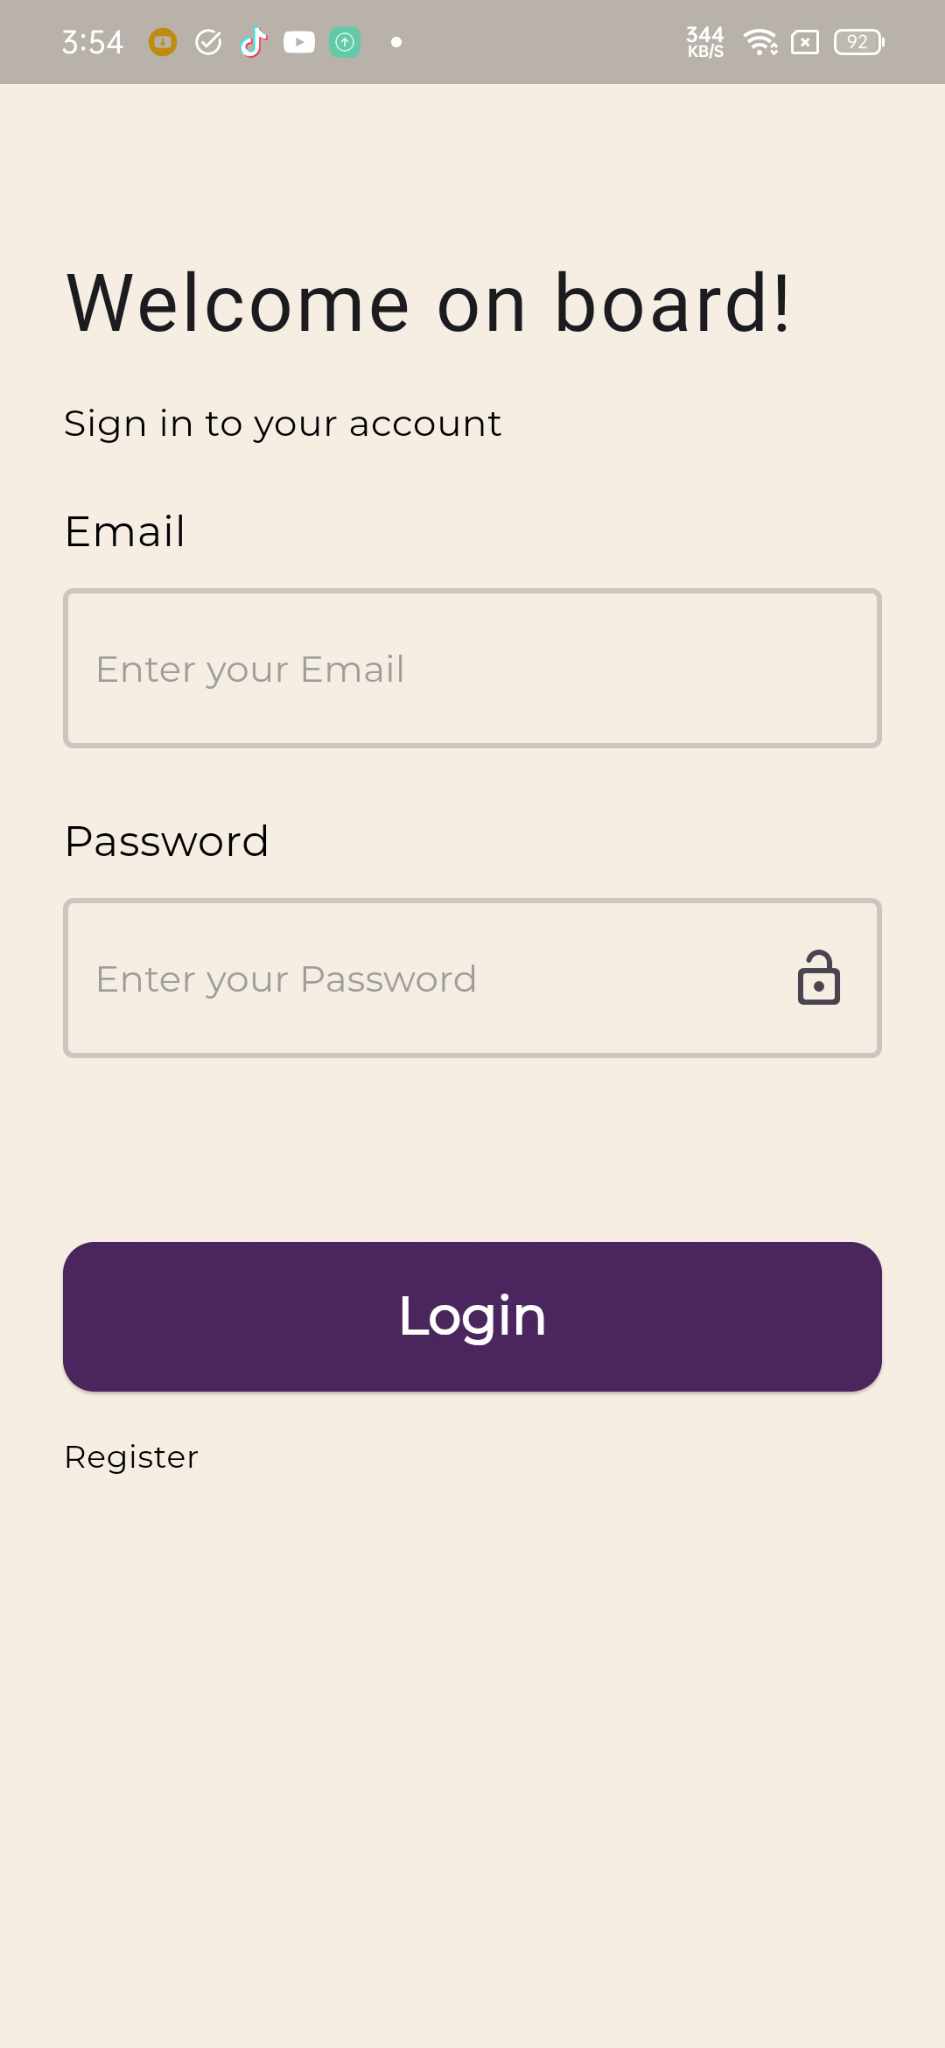 3:54
344
KB/S
92
Welcome on board!
Sign in to your account
Email
Enter your Email
Password
Enter your Password
Login
Register